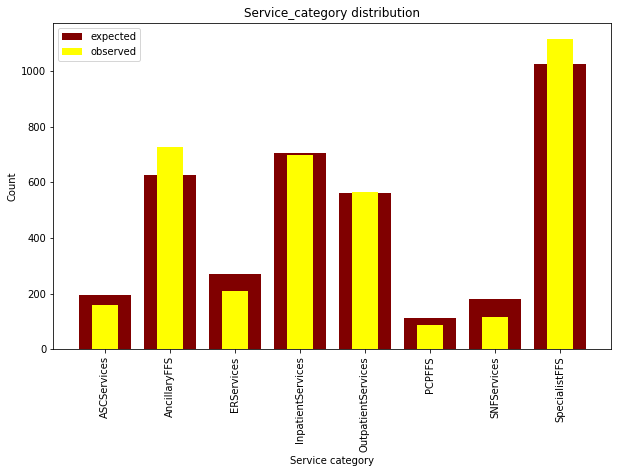 Service_category distribution
expected
observed
Count
1000
800
600
400
200
0
ASCServices
AncillaryFFS
ERServices
InpatientServices
OutpatientServices
PCPFFS
SNFServices
SpecialistFFS
Service category